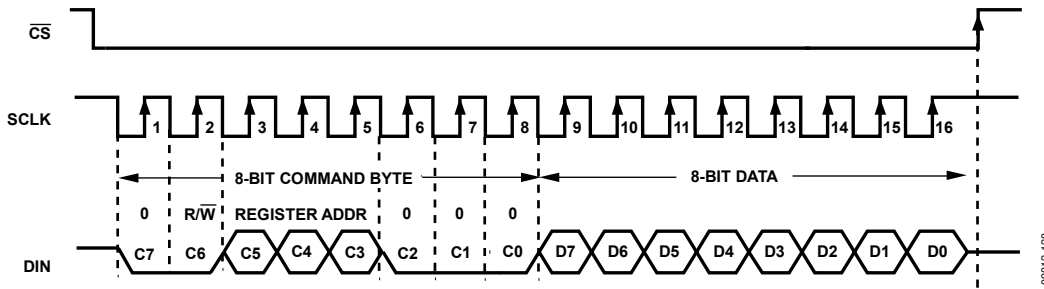 CS
SCLK
1 2 3 4 5 6 7 8 9 10 11 12 13 14 15 16
8-BIT COMMAND BYTE 8-BIT DATA
0 R/W REGISTER ADDR 0 0 0
DIN C7 C6 C5 C4 C3 C2 C1 C0 D7 D6 D5 D4 D3 D2 D1 D0